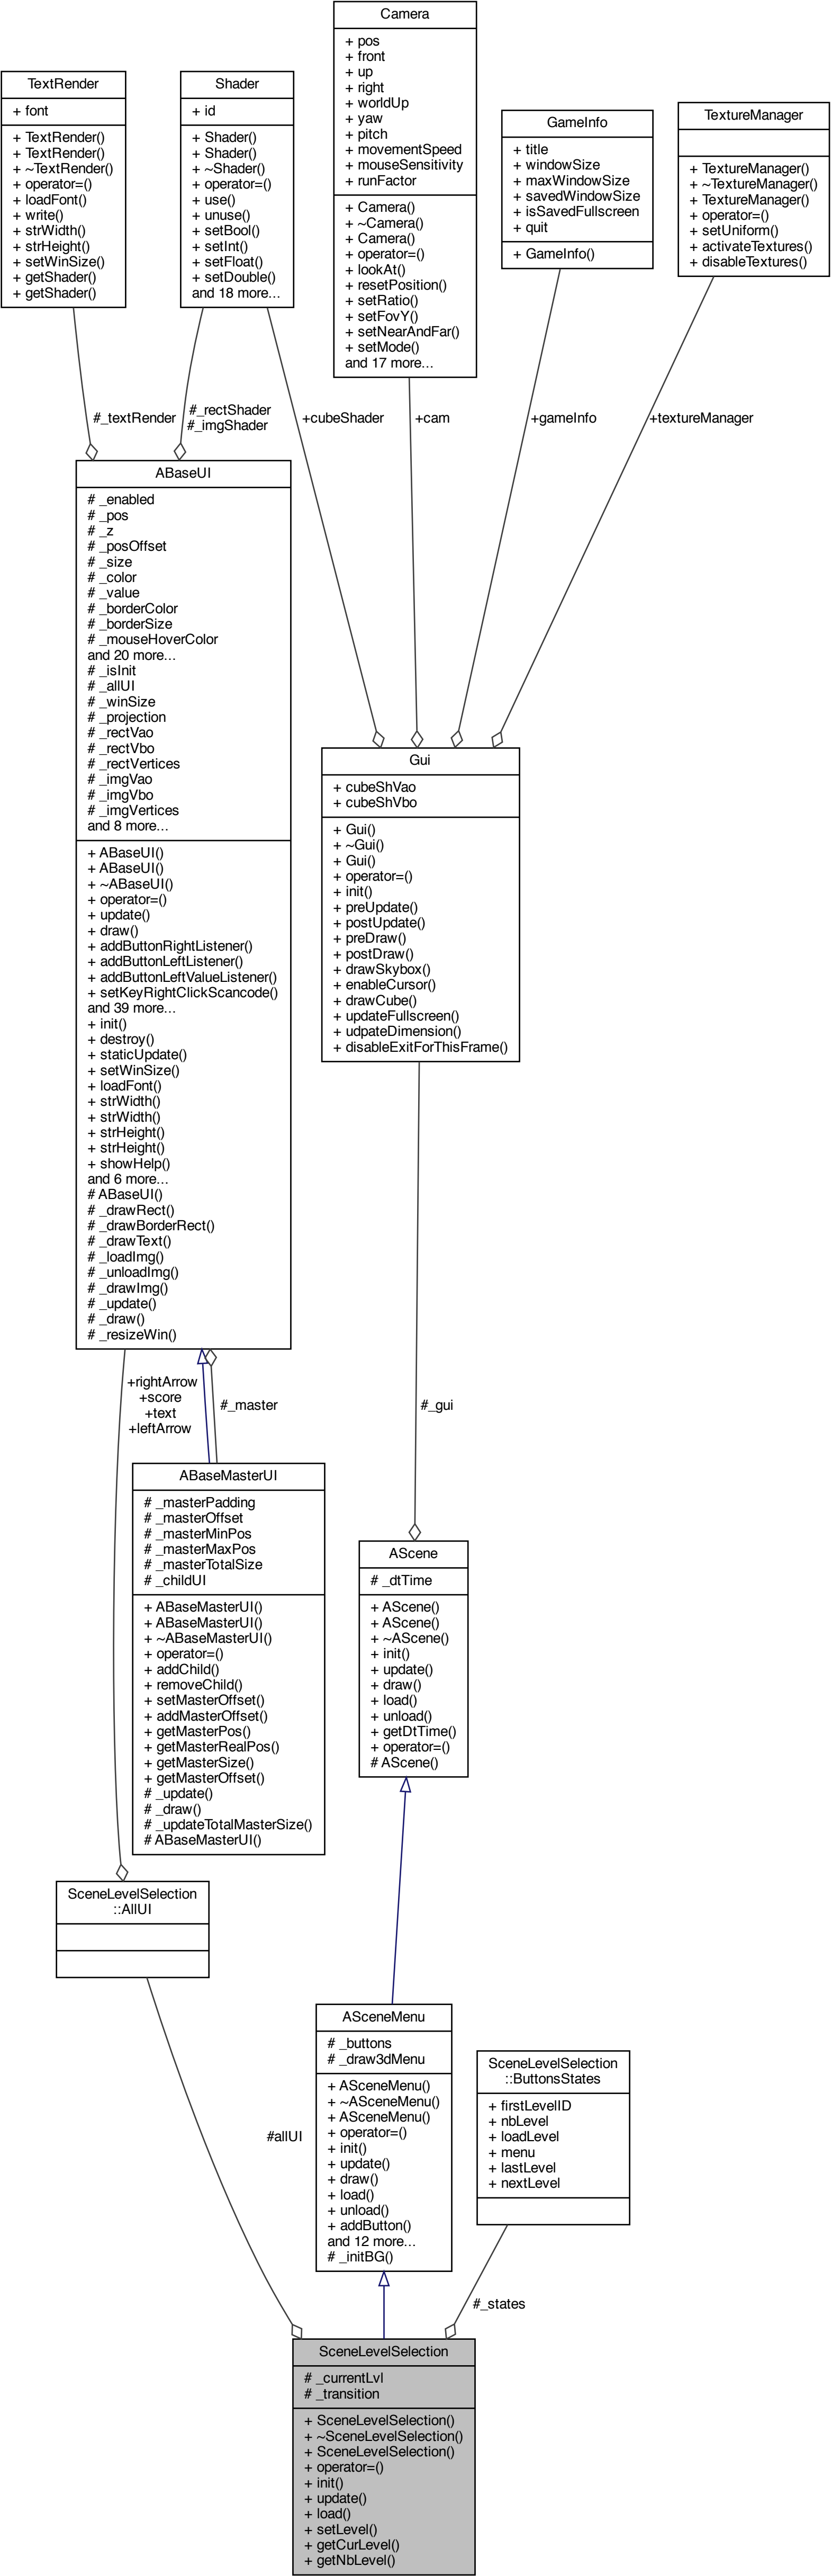 Camera
+ pos
+ front
+ up
+ right
+ worldUp
+ yaw
+ pitch
+ movementSpeed
+ mouseSensitivity
+ runFactor
+ Camera()
+ ~Camera()
+ Camera()
+ operator=()
+ lookAt()
+ resetPosition()
+ setRatio()
+ setFovY()
+ setNearAndFar()
+ setMode()
and 17 more...
TextRender
+ font
+ TextRender()
+ TextRender()
+ ~TextRender()
+ operator=()
+ loadFont()
+ write()
+ strWidth()
+ strHeight()
+ setWinSize()
+ getShader()
+ getShader()
Shader
+ id
+ Shader()
+ Shader()
+ ~Shader()
+ operator=()
+ use()
+ unuse()
+ setBool()
+ setInt()
+ setFloat()
+ setDouble()
and 18 more...
GameInfo
+ title
+ windowSize
+ maxWindowSize
+ savedWindowSize
+ isSavedFullscreen
+ quit
+ GameInfo()
TextureManager
+ TextureManager()
+ ~TextureManager()
+ TextureManager()
+ operator=()
+ setUniform()
+ activateTextures()
+ disableTextures()
#_textRender
#_rectShader
#_imgShader
+cubeShader
+cam
+gameInfo
+textureManager
ABaseUI
# _enabled
# _pos
# _z
# _posOffset
# _size
# _color
# _value
# _borderColor
# _borderSize
# _mouseHoverColor
and 20 more...
# _isInit
# _allUI
# _winSize
# _projection
# _rectVao
# _rectVbo
# _rectVertices
# _imgVao
# _imgVbo
# _imgVertices
and 8 more...
+ ABaseUI()
+ ABaseUI()
+ ~ABaseUI()
+ operator=()
+ update()
+ draw()
+ addButtonRightListener()
+ addButtonLeftListener()
+ addButtonLeftValueListener()
+ setKeyRightClickScancode()
and 39 more...
+ init()
+ destroy()
+ staticUpdate()
+ setWinSize()
+ loadFont()
+ strWidth()
+ strWidth()
+ strHeight()
+ strHeight()
+ showHelp()
and 6 more...
# ABaseUI()
# _drawRect()
# _drawBorderRect()
# _drawText()
# _loadImg()
# _unloadImg()
# _drawImg()
# _update()
# _draw()
# _resizeWin()
Gui
+ cubeShVao
+ cubeShVbo
+ Gui()
+ ~Gui()
+ Gui()
+ operator=()
+ init()
+ preUpdate()
+ postUpdate()
+ preDraw()
+ postDraw()
+ drawSkybox()
+ enableCursor()
+ drawCube()
+ updateFullscreen()
+ udpateDimension()
+ disableExitForThisFrame()
+rightArrow
+score
+text
+leftArrow
#_master
#_gui
ABaseMasterUI
# _masterPadding
# _masterOffset
# _masterMinPos
# _masterMaxPos
# _masterTotalSize
# _childUI
+ ABaseMasterUI()
+ ABaseMasterUI()
+ ~ABaseMasterUI()
+ operator=()
+ addChild()
+ removeChild()
+ setMasterOffset()
+ addMasterOffset()
+ getMasterPos()
+ getMasterRealPos()
+ getMasterSize()
+ getMasterOffset()
# _update()
# _draw()
# _updateTotalMasterSize()
# ABaseMasterUI()
AScene
# _dtTime
+ AScene()
+ AScene()
+ ~AScene()
+ init()
+ update()
+ draw()
+ load()
+ unload()
+ getDtTime()
+ operator=()
# AScene()
SceneLevelSelection
::AllUI
ASceneMenu
# _buttons
# _draw3dMenu
+ ASceneMenu()
+ ~ASceneMenu()
+ ASceneMenu()
+ operator=()
+ init()
+ update()
+ draw()
+ load()
+ unload()
+ addButton()
and 12 more...
# _initBG()
SceneLevelSelection
::ButtonsStates
+ firstLevelID
+ nbLevel
+ loadLevel
+ menu
+ lastLevel
+ nextLevel
#allUI
#_states
SceneLevelSelection
# _currentLvl
# _transition
+ SceneLevelSelection()
+ ~SceneLevelSelection()
+ SceneLevelSelection()
+ operator=()
+ init()
+ update()
+ load()
+ setLevel()
+ getCurLevel()
+ getNbLevel()